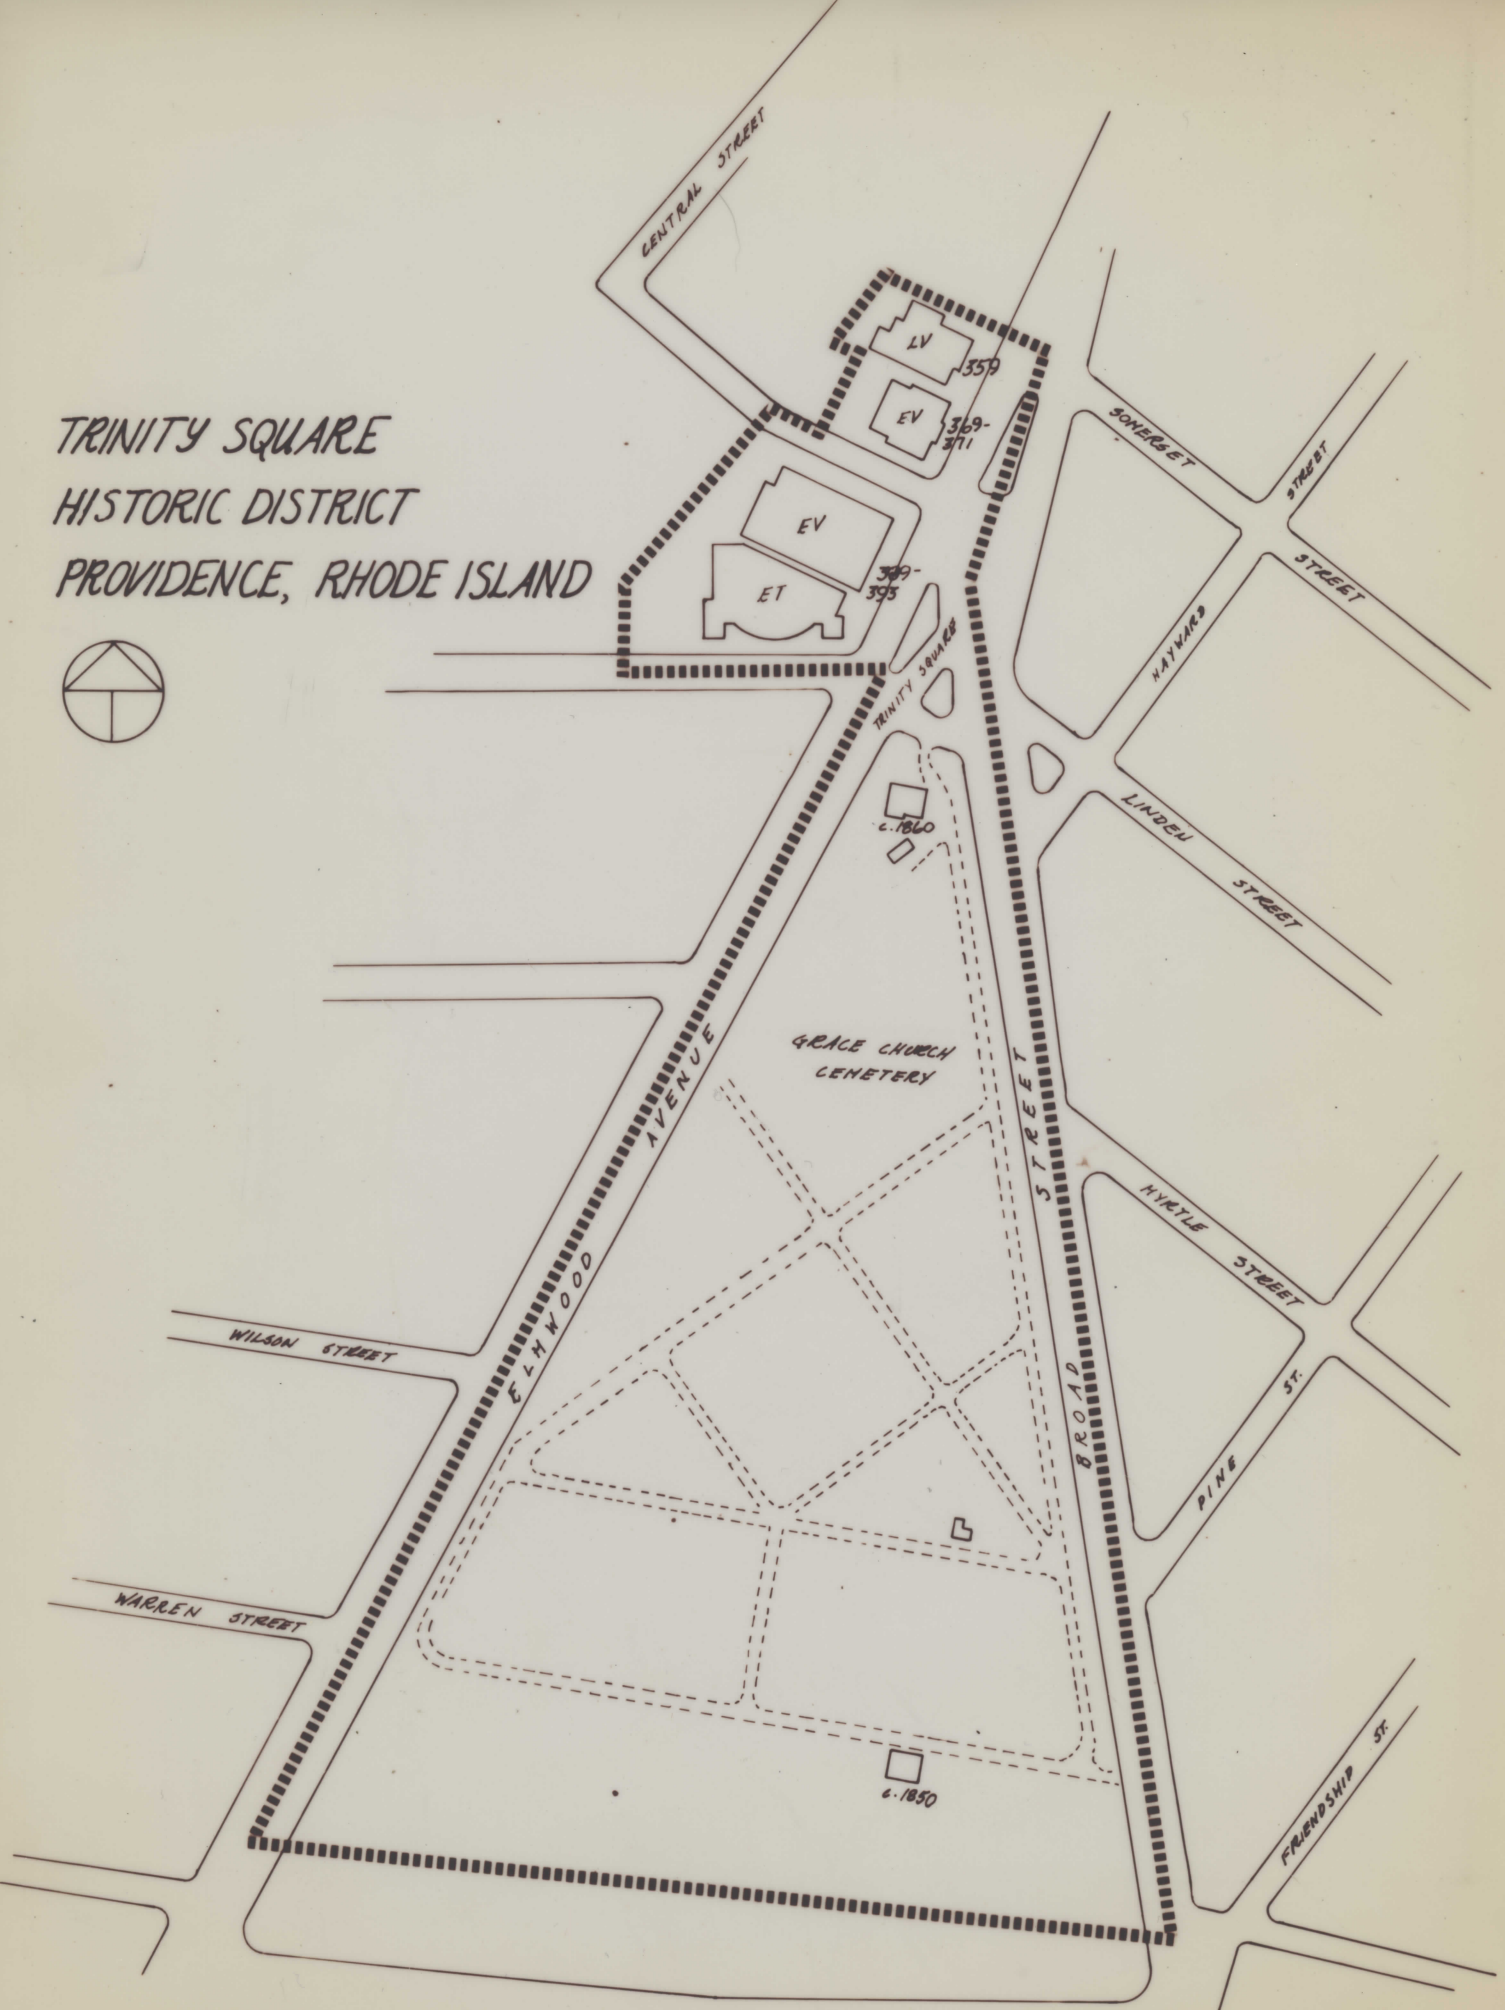 CENTRAL STREET
TRINITY SQUARE
HISTORIC DISTRICT
PROVIDENCE, RHODE ISLAND
LV
359
EV
369-
371
SOMERSET
STREET
STREET
HAYWARD
EV
389-
393
ET
TRINITY SQUARE
LINDEN
STREET
c.1860
GRACE CHURCH
CEMETERY
ELMWOOD AVENUE
BROAD STREET
MYRTLE
STREET
WILSON STREET
PINE ST.
WARREN STREET
c.1850
FRIENDSHIP ST.